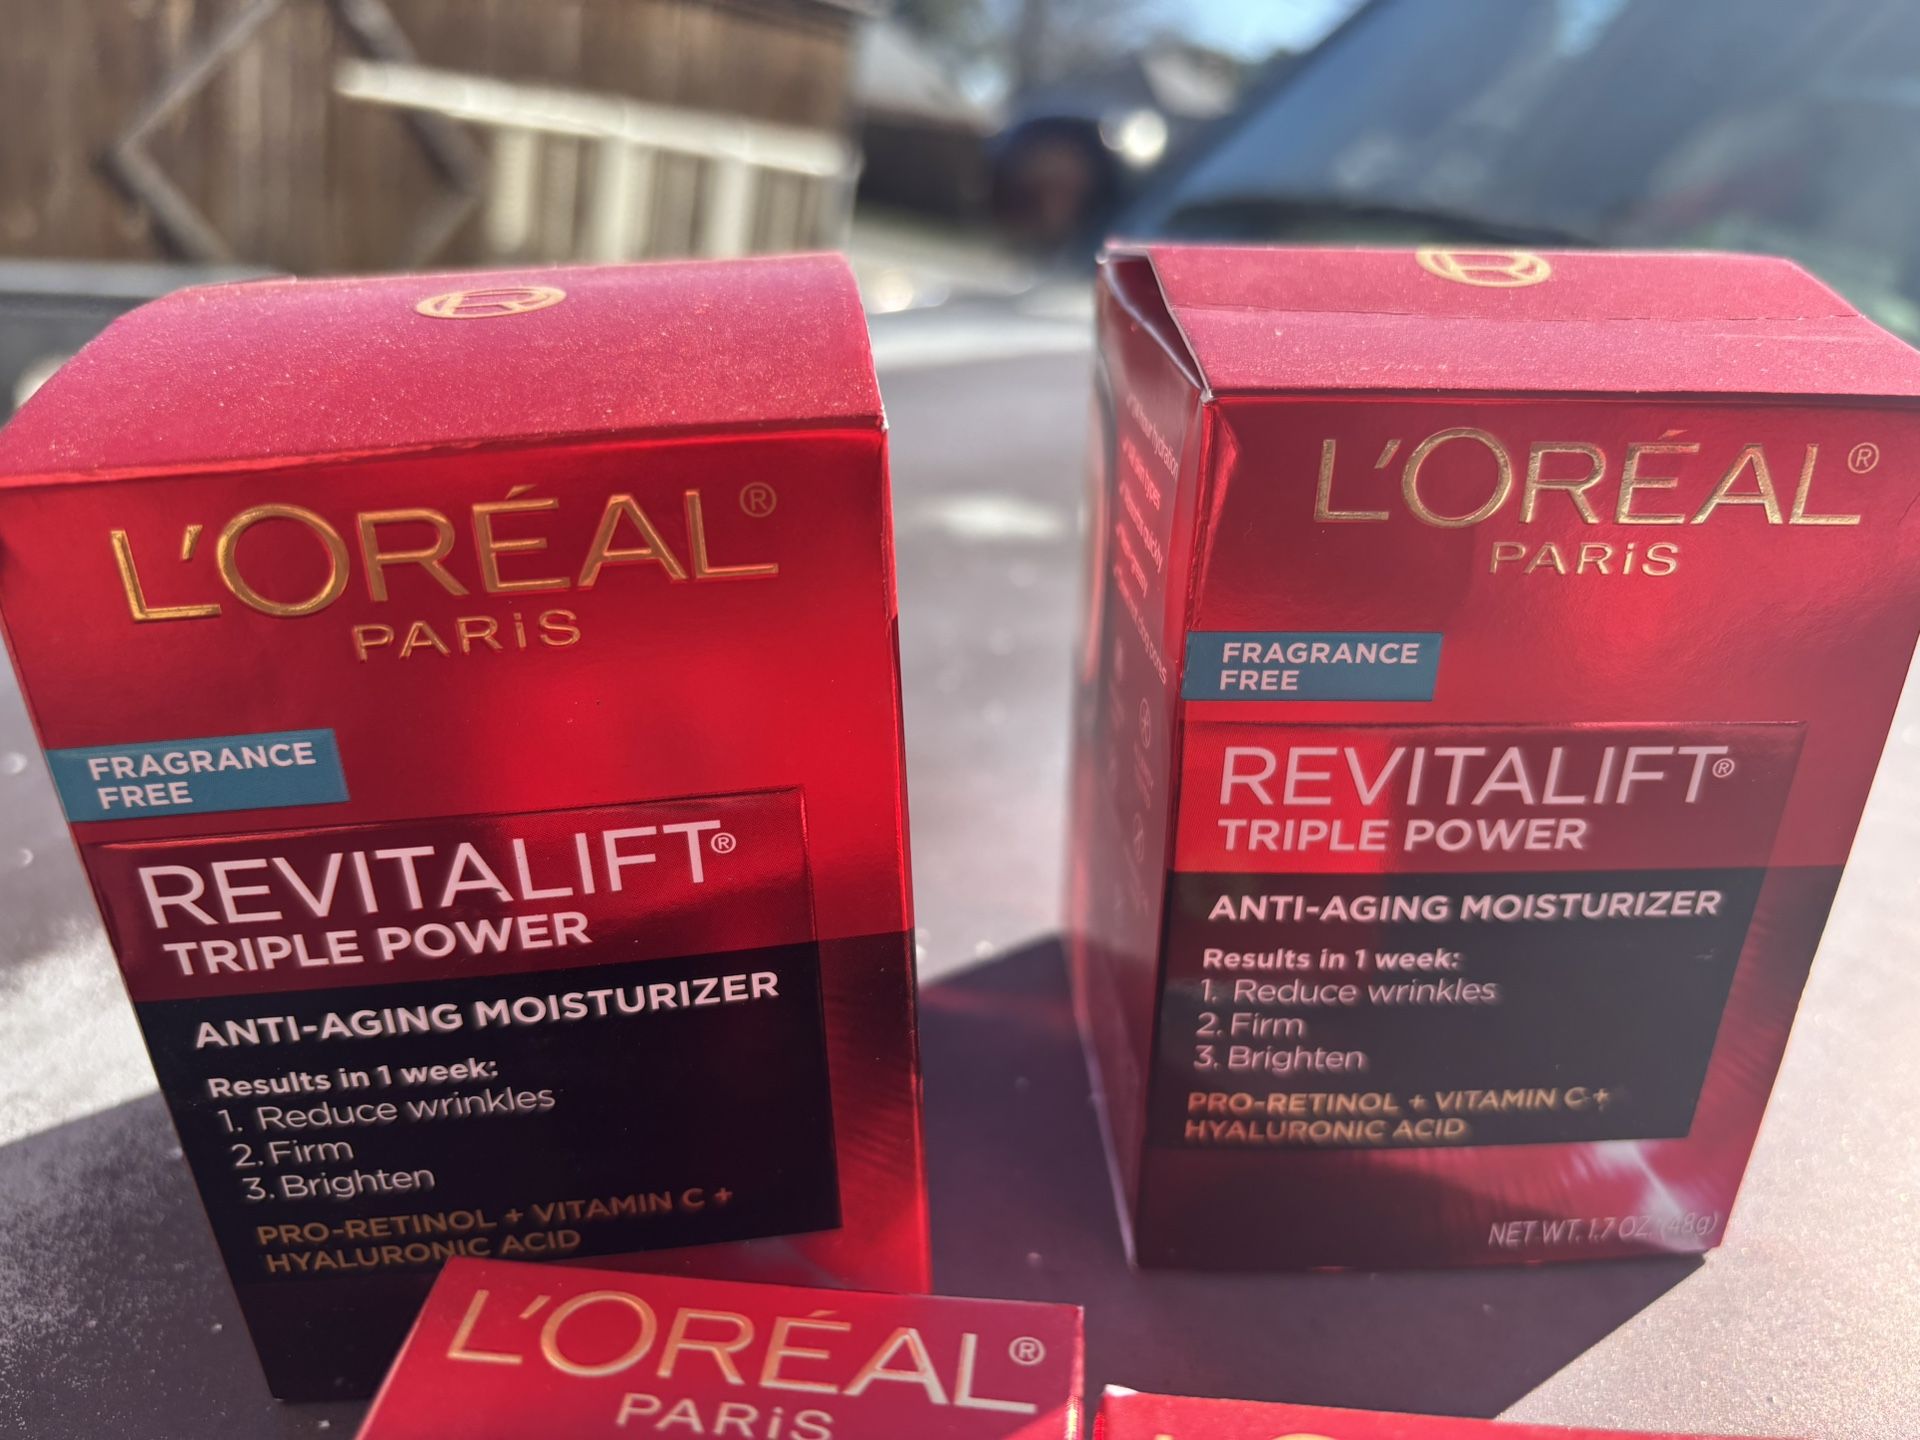 L'ORÉAL®
PARiS
FRAGRANCE
FREE
REVITALIFT®
TRIPLE POWER
ANTI-AGING MOISTURIZER
Results in 1 week:
1. Reduce wrinkles
2. Firm
3. Brighten
PRO-RETINOL + VITAMIN C +
HYALURONIC ACID
L'ORÉAL®
PARiS
FRAGRANCE
FREE
REVITALIFT®
TRIPLE POWER
ANTI-AGING MOISTURIZER
Results in 1 week:
1. Reduce wrinkles
2. Firm
3. Brighten
PRO-RETINOL + VITAMIN C +
HYALURONIC ACID
NET WT. 1.7 OZ. (48g)
L'ORÉAL®
PARiS